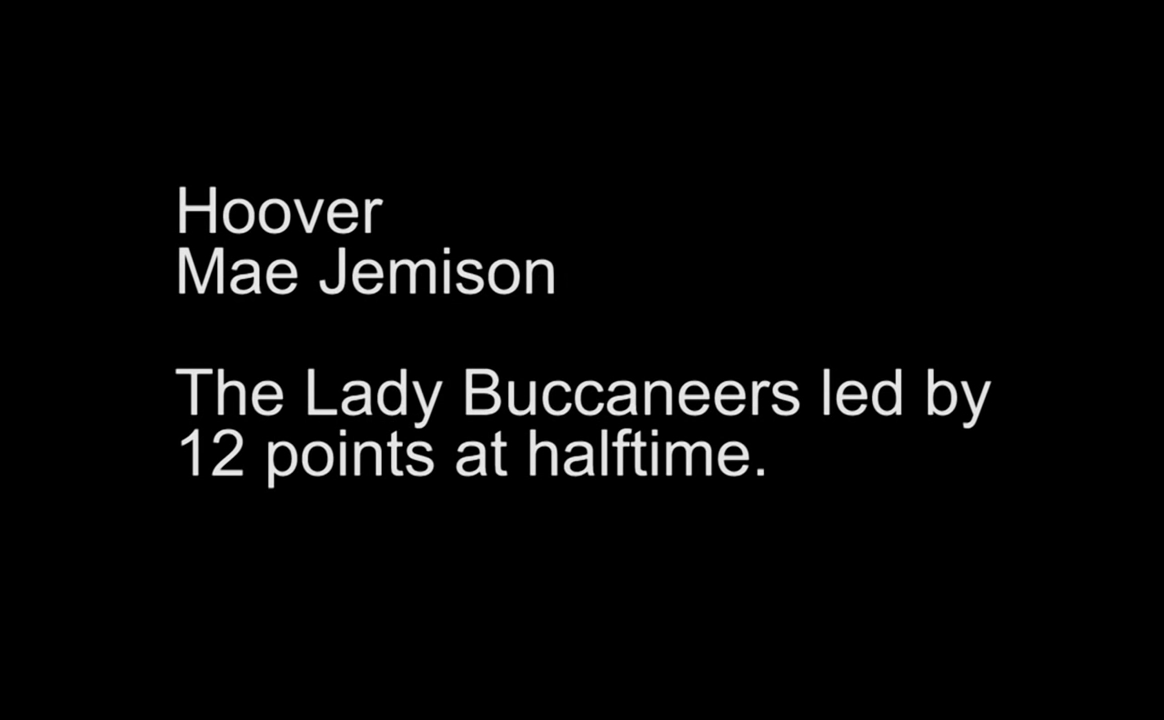 Hoover
Mae Jemison
The Lady Buccaneers led by
12 points at halftime.